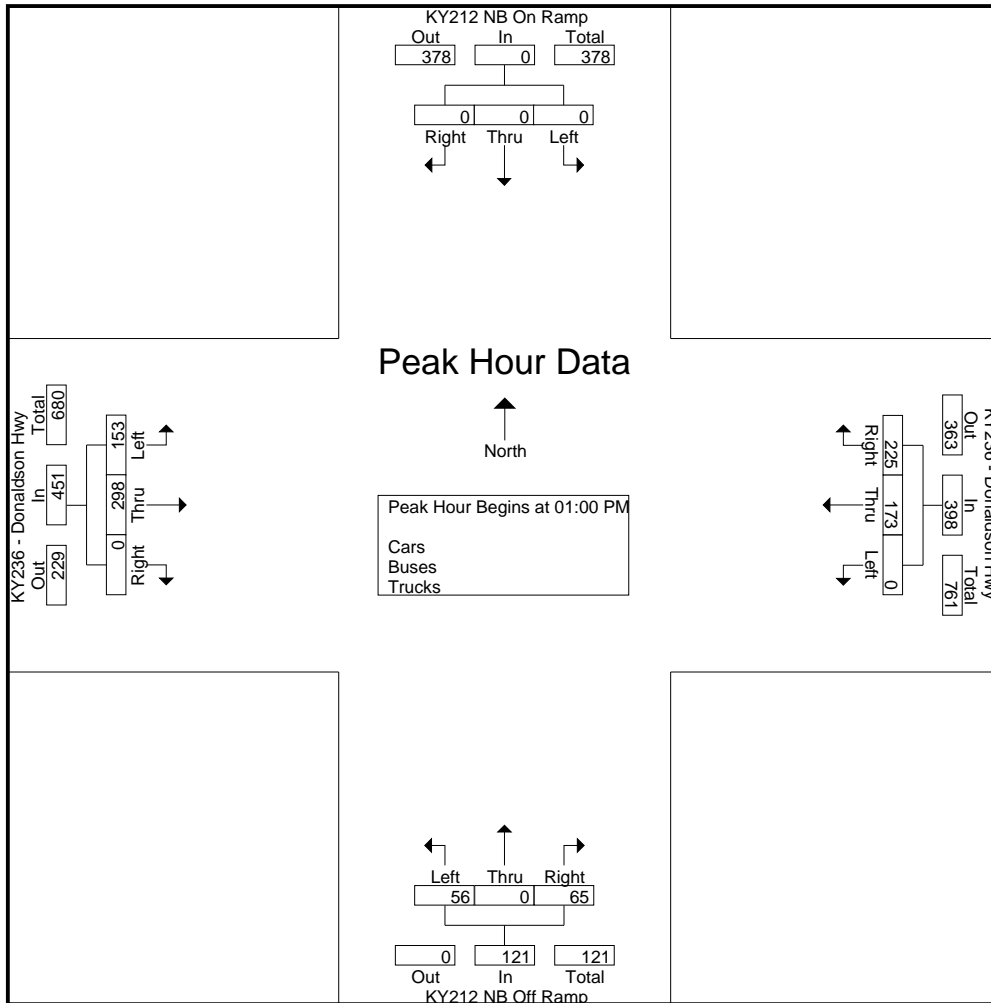 KY212 NB On Ramp
Out In Total
378 0 378
0 0 0
Right Thru Left
Peak Hour Data
North
Peak Hour Begins at 01:00 PM
Cars
Buses
Trucks
KY236 - Donaldson Hwy
Out In Total
229 451 680
Right Thru Left
0 298 153
KY236 - Donaldson Hwy
Out In Total
363 398 761
Right Thru Left
225 173 0
Left Thru Right
56 0 65
0 121 121
Out In Total
KY212 NB Off Ramp